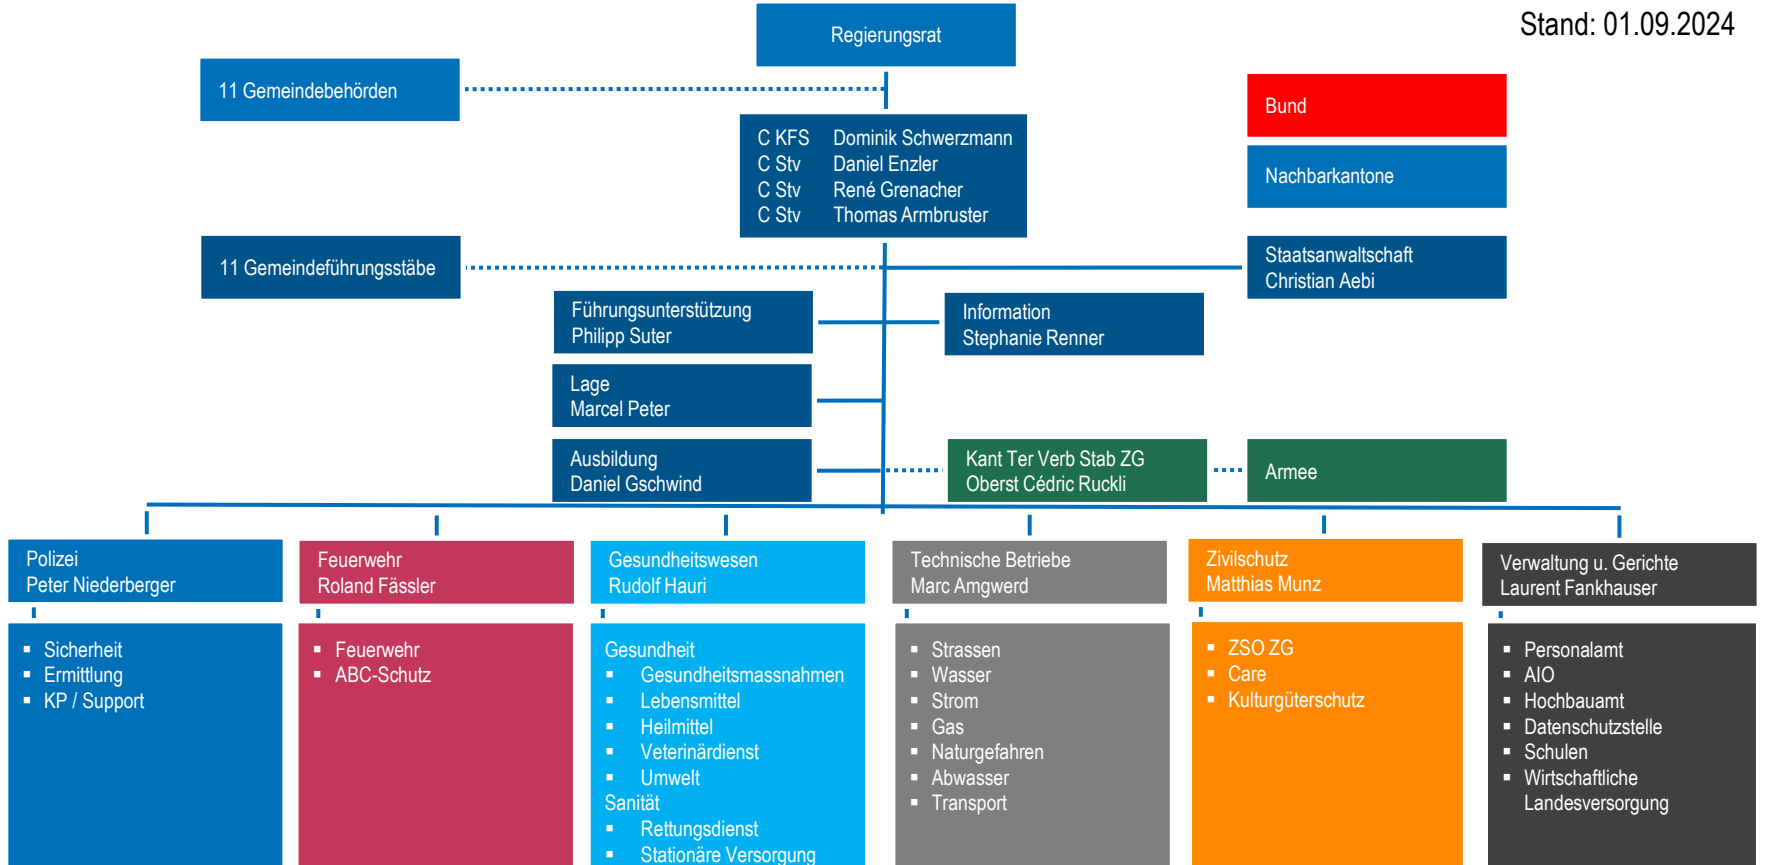 Stand: 01.09.2024
Regierungsrat
11 Gemeindebehörden
Bund
C KFS Dominik Schwerzmann
C Stv Daniel Enzler
C Stv René Grenacher
C Stv Thomas Armbruster
Nachbarkantone
11 Gemeindeführungsstäbe
Staatsanwaltschaft
Christian Aebi
Führungsunterstützung
Philipp Suter
Information
Stephanie Renner
Lage
Marcel Peter
Ausbildung
Daniel Gschwind
Kant Ter Verb Stab ZG
Oberst Cédric Ruckli
Armee
Polizei
Peter Niederberger
Feuerwehr
Roland Fässler
Gesundheitswesen
Rudolf Hauri
Technische Betriebe
Marc Amgwerd
Zivilschutz
Matthias Munz
Verwaltung u. Gerichte
Laurent Fankhauser
▪ Sicherheit
▪ Ermittlung
▪ KP / Support
▪ Feuerwehr
▪ ABC-Schutz
Gesundheit
▪ Gesundheitsmassnahmen
▪ Lebensmittel
▪ Heilmittel
▪ Veterinärdienst
▪ Umwelt
Sanität
▪ Rettungsdienst
▪ Stationäre Versorgung
▪ Strassen
▪ Wasser
▪ Strom
▪ Gas
▪ Naturgefahren
▪ Abwasser
▪ Transport
▪ ZSO ZG
▪ Care
▪ Kulturgüterschutz
▪ Personalamt
▪ AIO
▪ Hochbauamt
▪ Datenschutzstelle
▪ Schulen
▪ Wirtschaftliche
Landesversorgung